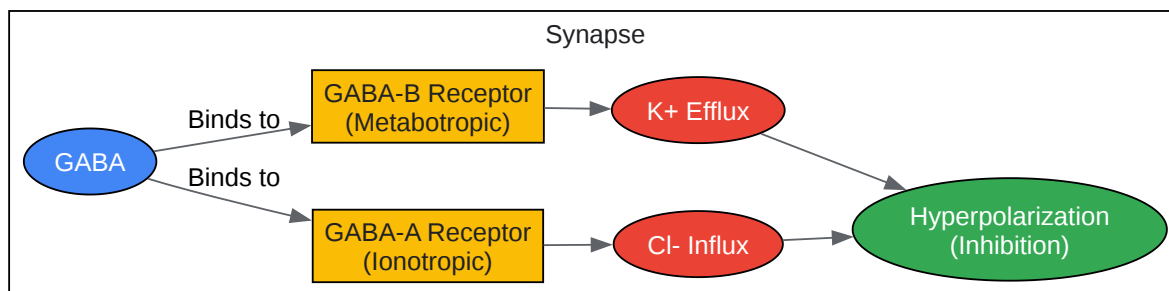 Synapse
GABA
Binds to
Binds to
GABA-B Receptor
(Metabotropic)
K+ Efflux
GABA-A Receptor
(Ionotropic)
Cl- Influx
Hyperpolarization
(Inhibition)